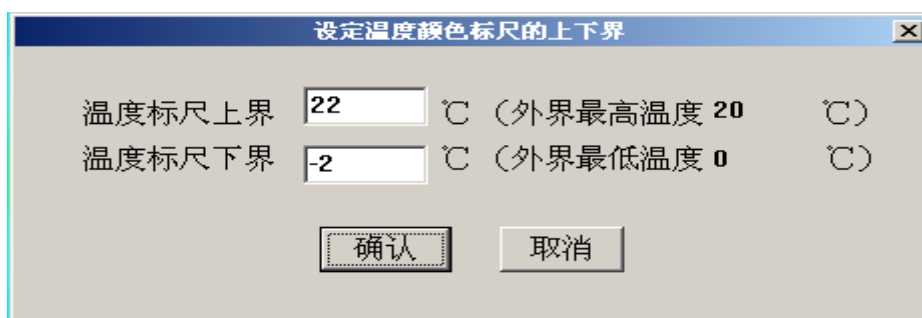 设定温度颜色标尺的上下界
温度标尺上界 22 ℃ (外界最高温度 20 ℃)
温度标尺下界 -2 ℃ (外界最低温度 0 ℃)
确认 取消